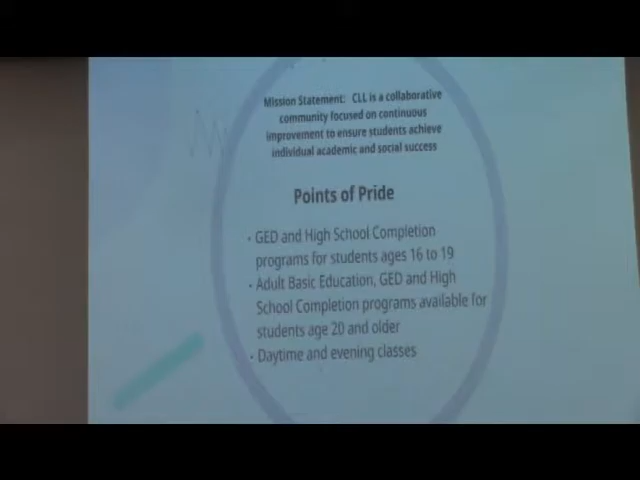 Mission Statement: CLL is a collaborative
community focused on continuous
improvement to ensure students achieve
individual academic and social success
Points of Pride
· GED and High School Completion
programs for students ages 16 to 19
· Adult Basic Education, GED and High
School Completion programs available for
students age 20 and older
· Daytime and evening classes